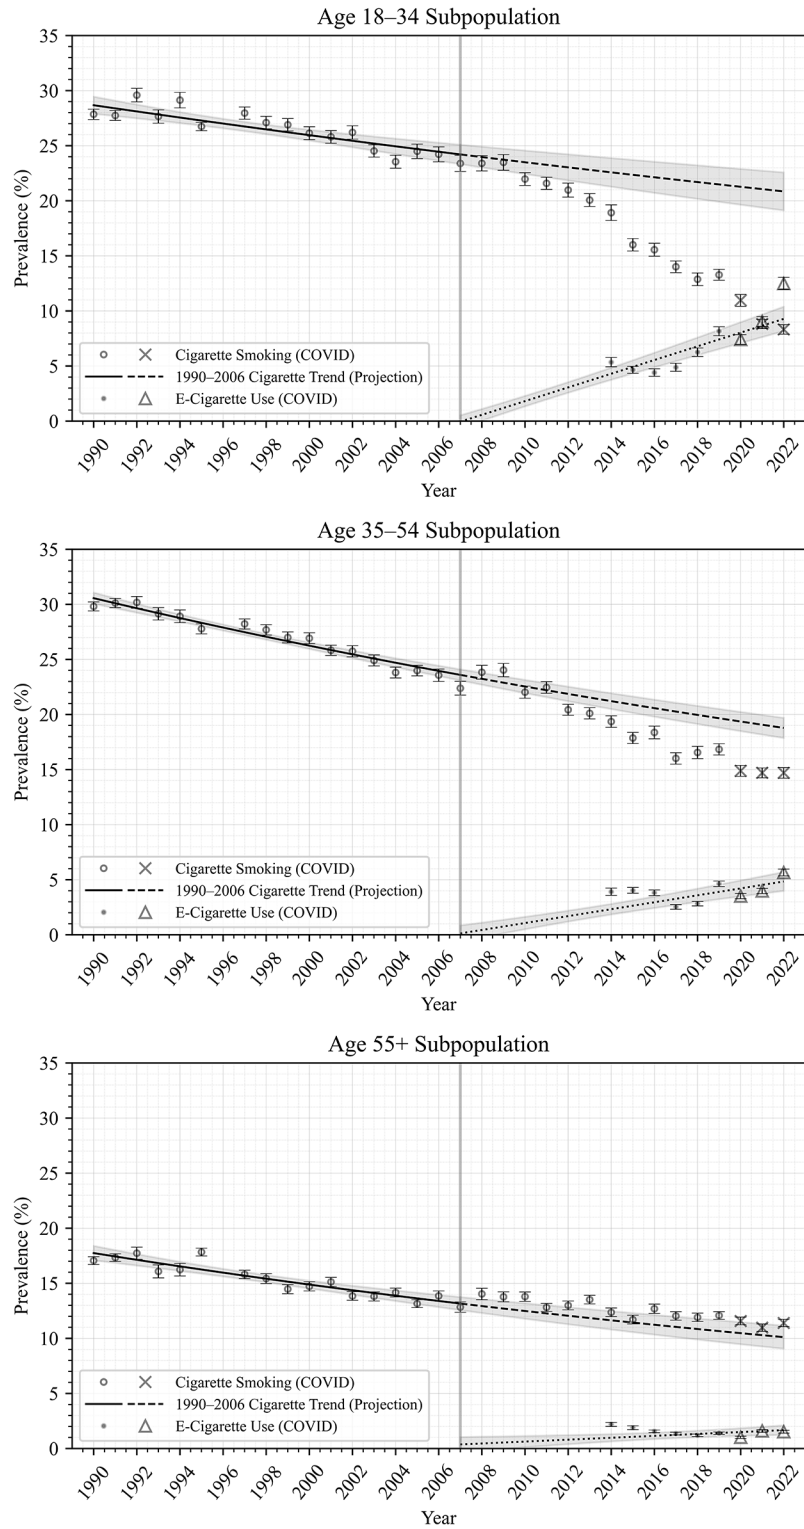 Age 18–34 Subpopulation
35
30
25
20
15
10
5
0
Prevalence (%)
Cigarette Smoking (COVID)
1990–2006 Cigarette Trend (Projection)
E-Cigarette Use (COVID)
1990 1992 1994 1996 1998 2000 2002 2004 2006 2008 2010 2012 2014 2016 2018 2020 2022
Year
Age 35–54 Subpopulation
35
30
25
20
15
10
5
0
Prevalence (%)
Cigarette Smoking (COVID)
1990–2006 Cigarette Trend (Projection)
E-Cigarette Use (COVID)
1990 1992 1994 1996 1998 2000 2002 2004 2006 2008 2010 2012 2014 2016 2018 2020 2022
Year
Age 55+ Subpopulation
35
30
25
20
15
10
5
0
Prevalence (%)
Cigarette Smoking (COVID)
1990–2006 Cigarette Trend (Projection)
E-Cigarette Use (COVID)
1990 1992 1994 1996 1998 2000 2002 2004 2006 2008 2010 2012 2014 2016 2018 2020 2022
Year